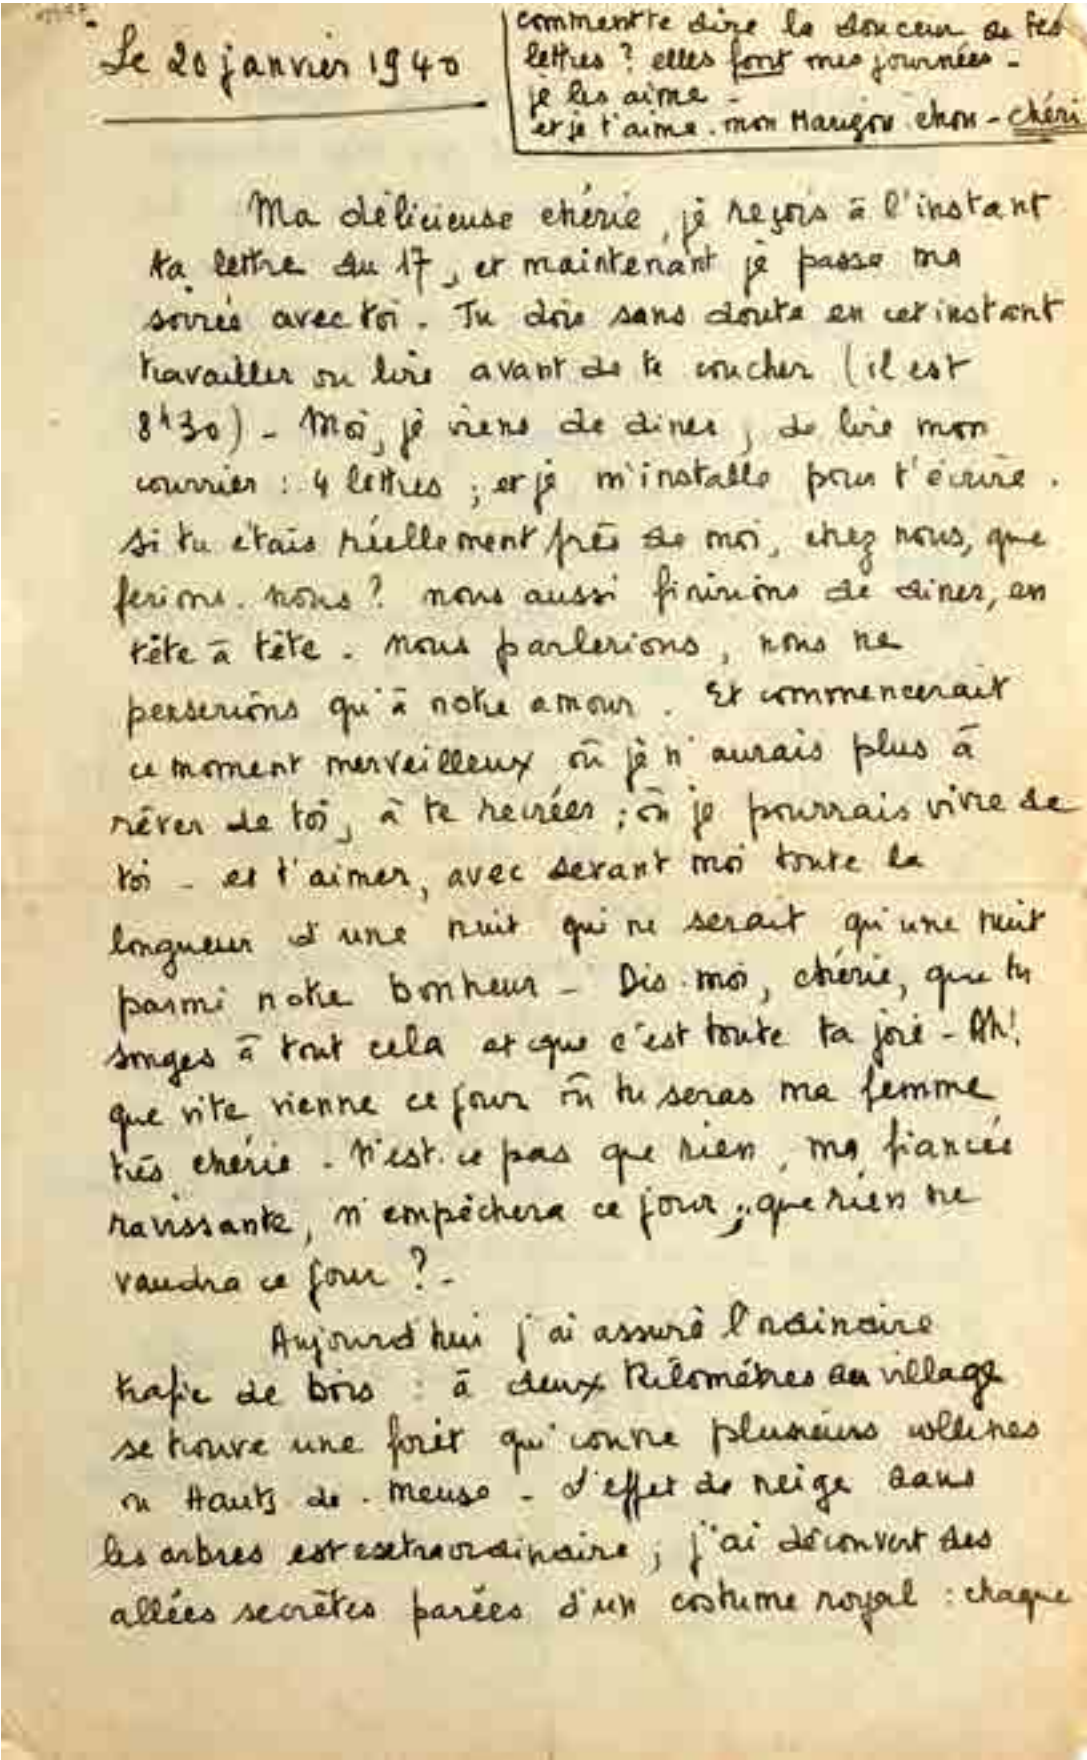 Le 20 janvier 1940
comment te dire la douceur de tes
lettres ? elles font mes journées -
je les aime -
et je t'aime. mon chou - chéri
Ma délicieuse chérie, je reçois à l'instant
ta lettre du 17, et maintenant je passe ma
soirée avec toi. Tu dois sans doute en cet instant
travailler ou lire avant de te coucher (il est
8h30) - Moi, je viens de diner, de lire mon
courrier : 4 lettres ; et je m'installe pour t'écrire.
Si tu étais réellement près de moi, chez nous, que
ferions-nous ? nous aussi finirions de diner, en
tête à tête. Nous parlerions, nous ne
penserions qu'à notre amour. Et commencerait
ce moment merveilleux où je n'aurais plus à
rêver de toi, à te recréer ; où je pourrais vivre de
toi - et t'aimer, avec devant moi toute la
longueur d'une nuit qui ne serait qu'une nuit
parmi notre bonheur - Dis-moi, chérie, que tu
songes à tout cela et que c'est toute ta joie - Ah !
que vite vienne ce jour où tu seras ma femme
très chérie. N'est-ce pas que rien, ma fiancée
ravissante, n'empêchera ce jour ; que rien ne
vaudra ce jour ? -
Aujourd'hui j'ai assuré l'ordinaire
trafic de bois : à deux kilomètres du village
se trouve une forêt qui couvre plusieurs collines
ou Hauts-de-Meuse - L'effet de neige dans
les arbres est extraordinaire ; j'ai découvert des
allées secrètes parées d'un costume royal : chaque